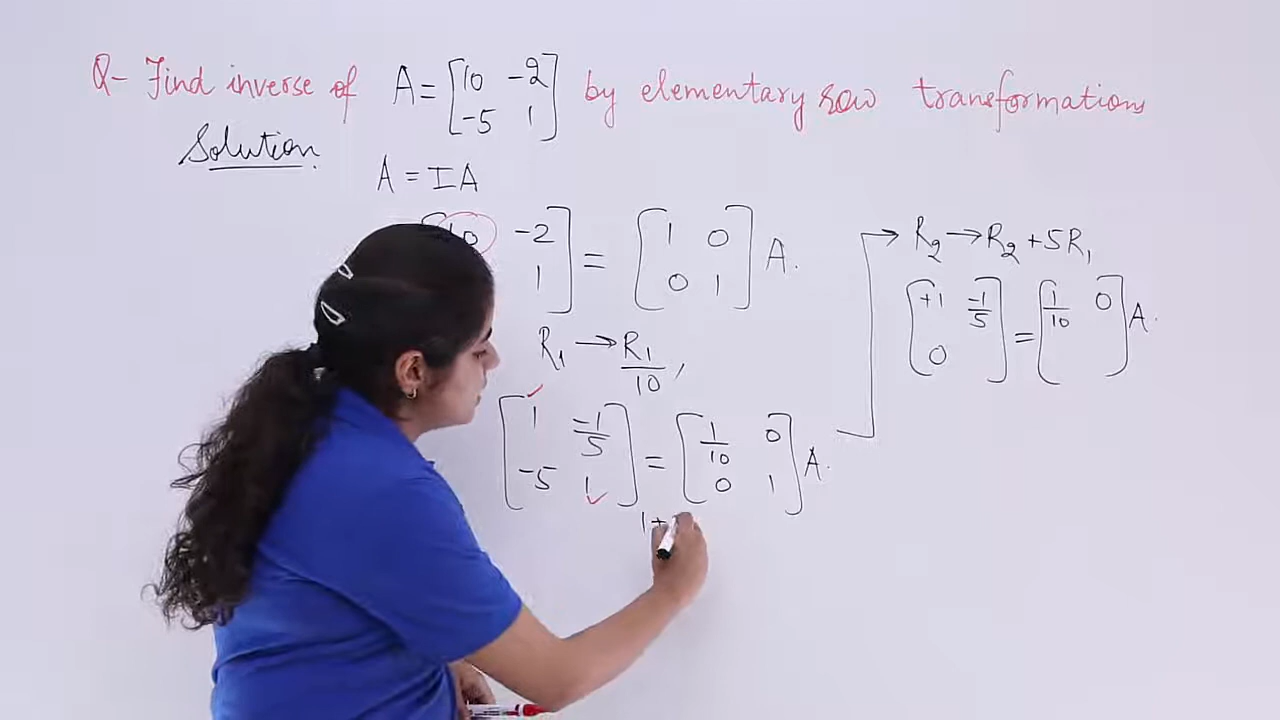 Q- Find inverse of A = [10 -2 -5 1] by elementary row transformations
Solution.
A = IA
[10 -2 1] = [1 0 0 1] A.
R₁ → R₁/10,
[1 -1/5 -5 1] = [1/10 0 0 1] A.
1+
R₂ → R₂ + 5R₁
[+1 -1/5 0] = [1/10 0] A.